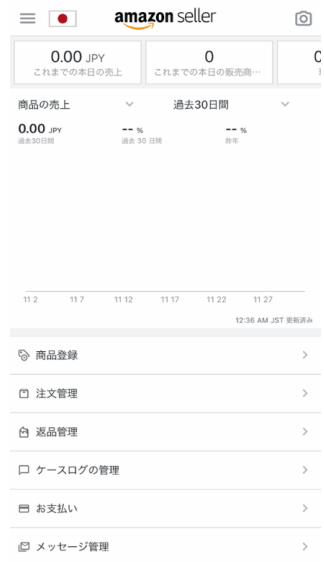 amazon seller
0.00 JPY
これまでの本日の売上
0
これまでの本日の販売商…
商品の売上
過去30日間
0.00 JPY
過去30日間
-- %
過去 30 日間
-- %
昨年
11 2 11 7 11 12 11 17 11 22 11 27
12:36 AM JST 更新済み
商品登録
注文管理
返品管理
ケースログの管理
お支払い
メッセージ管理